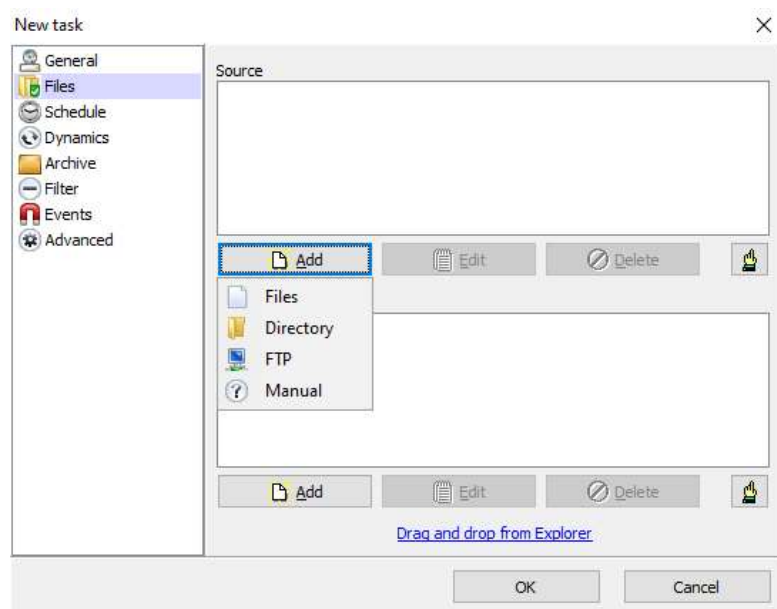 New task
General
Files
Schedule
Dynamics
Archive
Filter
Events
Advanced
Source
Add
Edit
Delete
Files
Directory
FTP
Manual
Add
Edit
Delete
Drag and drop from Explorer
OK
Cancel